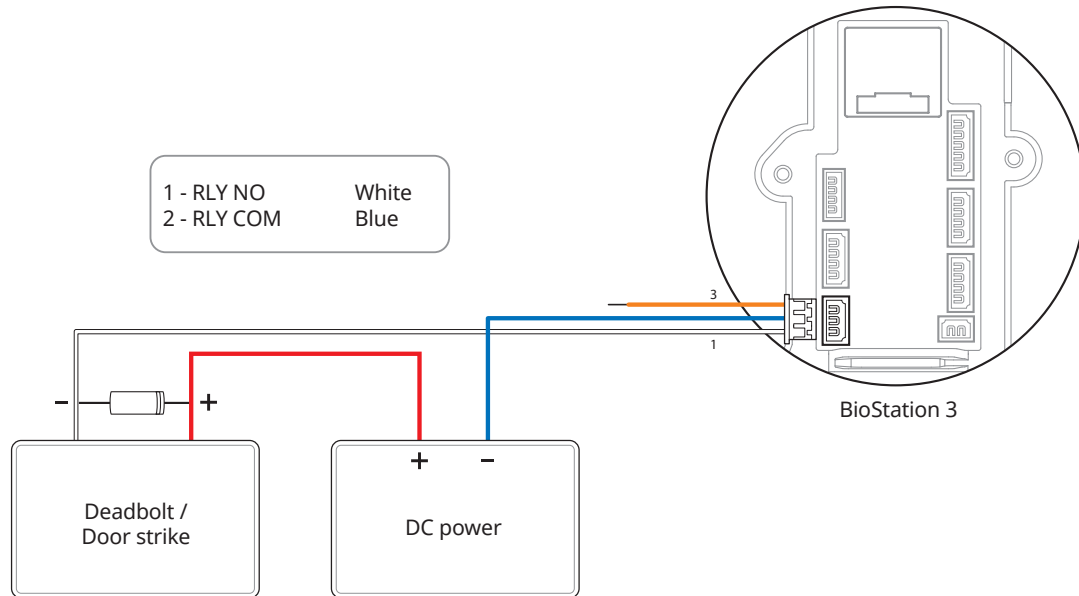 1 - RLY NO White
2 - RLY COM Blue
3
1
BioStation 3
- +
+ -
Deadbolt /
Door strike
DC power